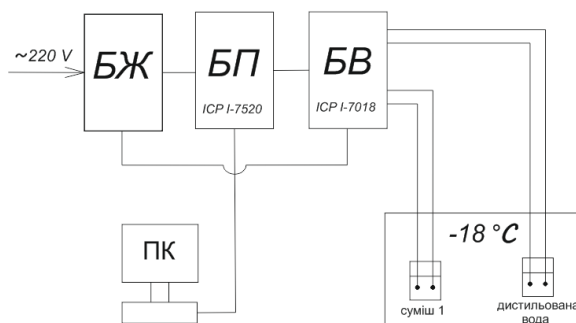 ~220 V
БЖ
БП
ICP I-7520
БВ
ICP I-7018
ПК
-18 °C
суміш 1
дистильована
вода